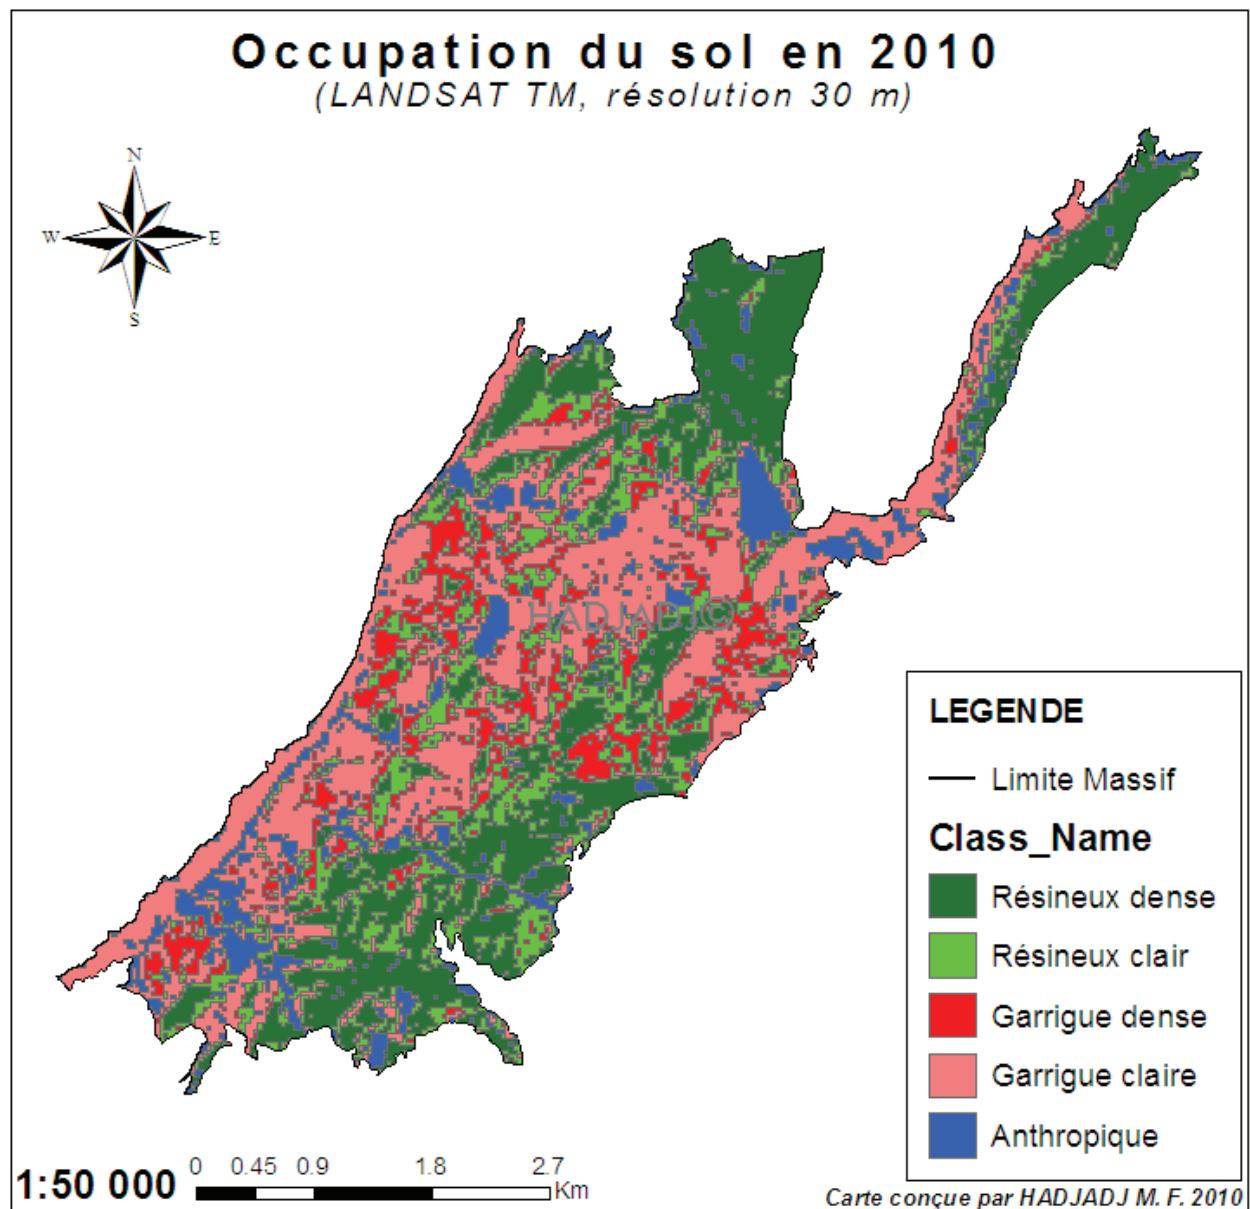 Occupation du sol en 2010
(LANDSAT TM, résolution 30 m)
N
W E
S
HADJADJ©
LEGENDE
Limite Massif
Class_Name
Résineux dense
Résineux clair
Garrigue dense
Garrigue claire
Anthropique
1:50 000
0 0.45 0.9 1.8 2.7
Km
Carte conçue par HADJADJ M. F. 2010